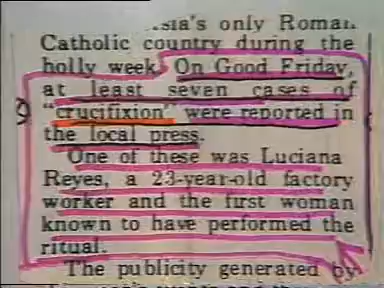 only Roman
Catholic country during the
holly week. On Good Friday,
at least seven cases of
"crucifixion" were reported in
the local press.
One of these was Luciana
Reyes, a 23-year-old factory
worker and the first woman
known to have performed the
ritual.
The publicity generated by